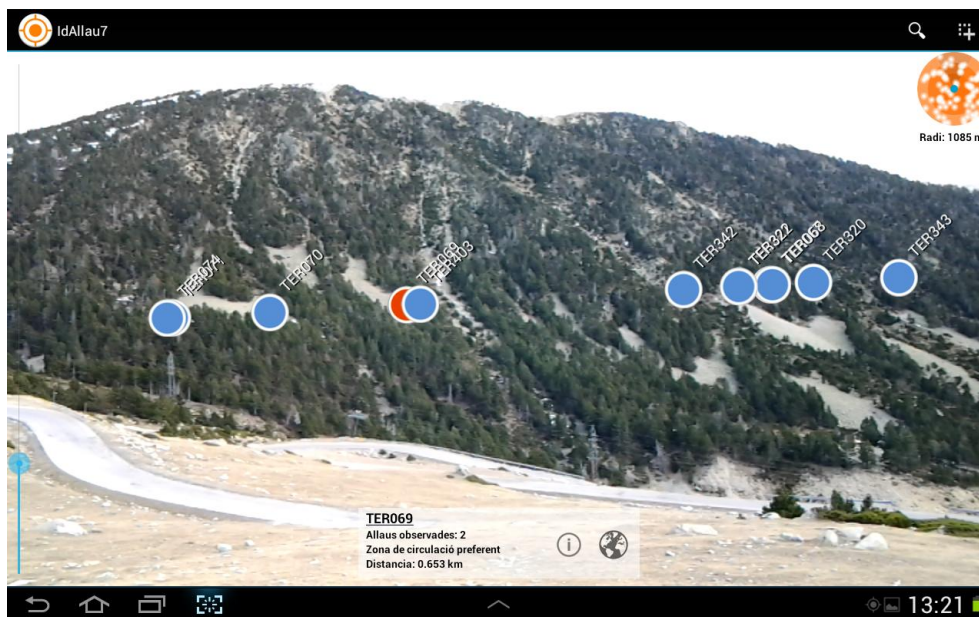 IdAllau7
Radi: 1085 m
TER070
TER069
TER403
TER342
TER322
TER068
TER320
TER343
TER069
Allaus observades: 2
Zona de circulació preferent
Distancia: 0.653 km
13:21